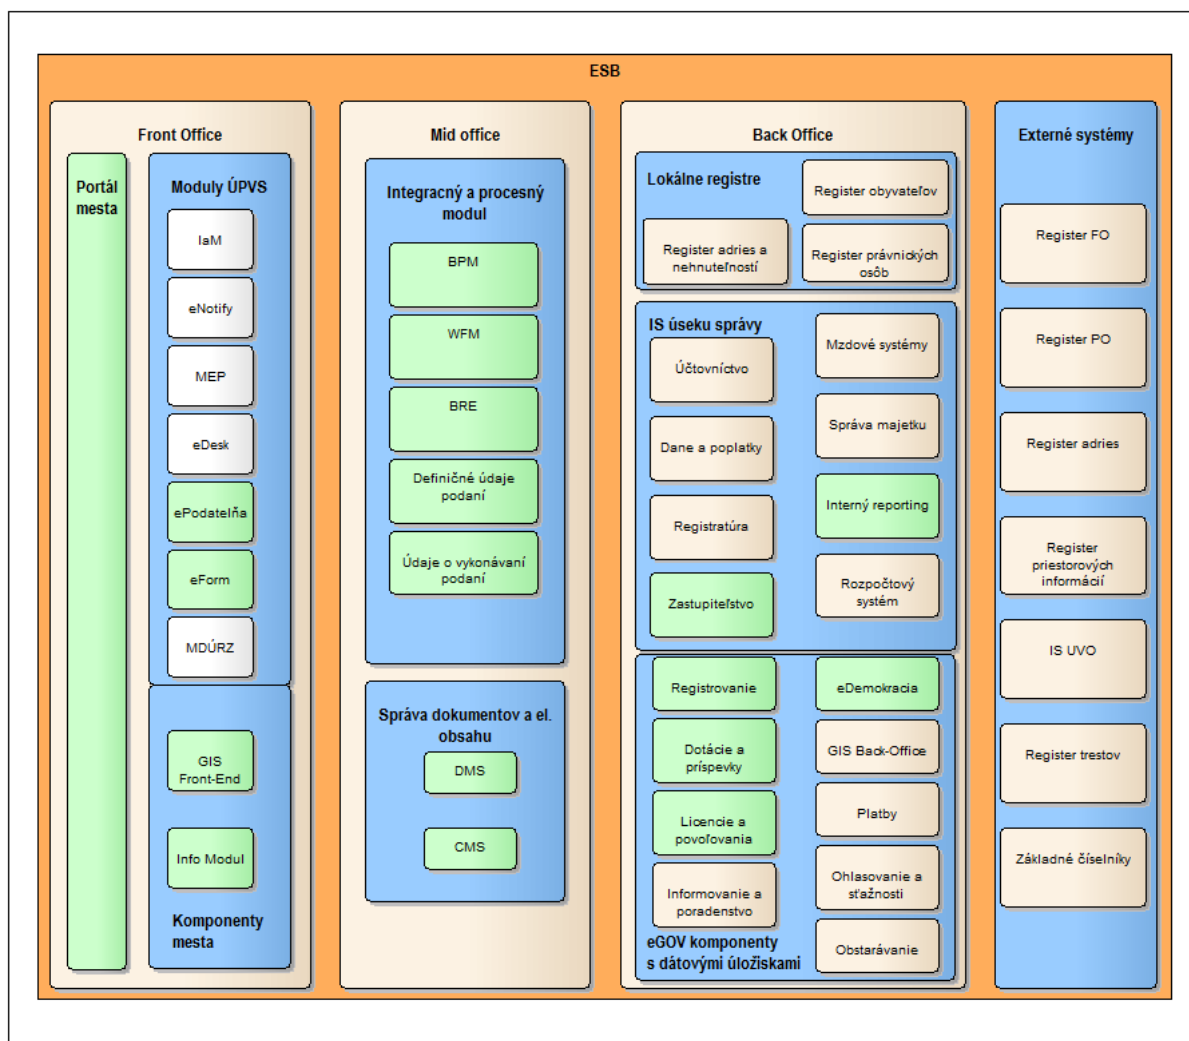 ESB
Front Office
Portál
mesta
Moduly ÚPVS
IaM
eNotify
MEP
eDesk
ePodatelňa
eForm
MDÚRZ
GIS
Front-End
Info Modul
Komponenty
mesta
Mid office
Integracný a procesný
modul
BPM
WFM
BRE
Definičné údaje
podaní
Údaje o vykonávaní
podaní
Správa dokumentov a el.
obsahu
DMS
CMS
Back Office
Lokálne registre
Register obyvateľov
Register adries a
nehnuteľností
Register právnických
osôb
IS úseku správy
Mzdové systémy
Účtovníctvo
Správa majetku
Dane a poplatky
Interný reporting
Registratúra
Rozpočtový
systém
Zastupiteľstvo
Registrovanie
eDemokracia
Dotácie a
príspevky
GIS Back-Office
Licencie a
povoľovania
Platby
Informovanie a
poradenstvo
Ohlasovanie a
sťažnosti
eGOV komponenty
s dátovými úložiskami
Obstarávanie
Externé systémy
Register FO
Register PO
Register adries
Register
priestorových
informácií
IS UVO
Register trestov
Základné číselníky